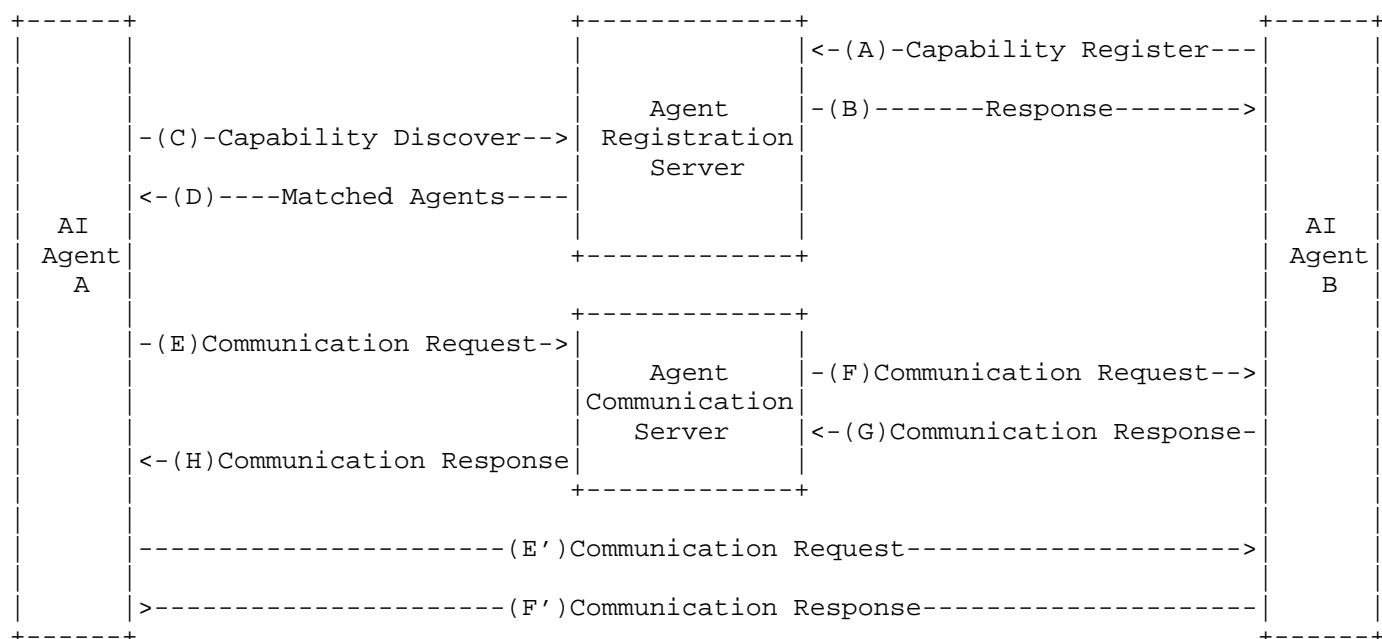 <-(A)-Capability Register---
Agent -(B)-------Response-------->
-(C)-Capability Discover--> Registration
Server
<-(D)----Matched Agents----
AI AI
Agent Agent
A B
-(E)Communication Request->
Agent -(F)Communication Request-->
Communication
Server <-(G)Communication Response-
<-(H)Communication Response
-----------------------(E')Communication Request--------------------->
>----------------------(F')Communication Response---------------------